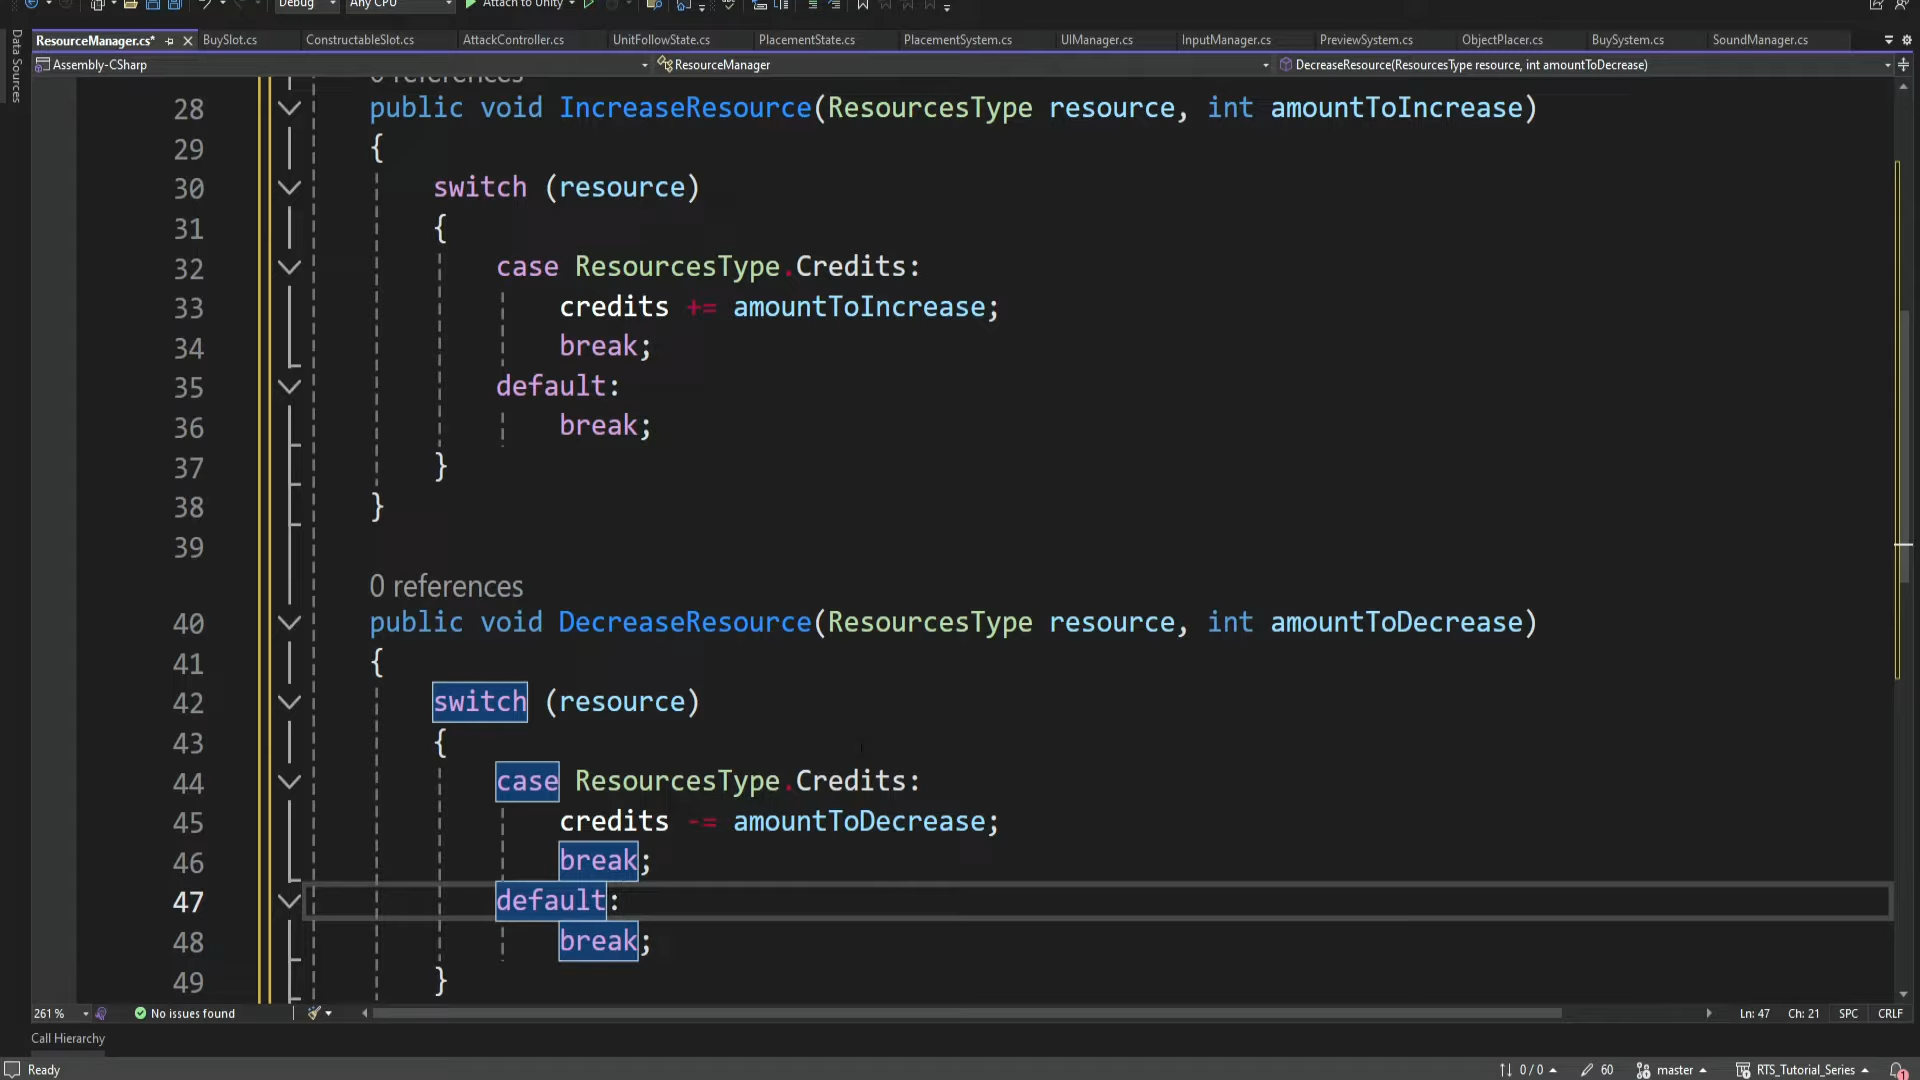 Debug
Any CPU
Attach to Unity
ResourceManager.cs*
BuySlot.cs
ConstructableSlot.cs
AttackController.cs
UnitFollowState.cs
PlacementState.cs
PlacementSystem.cs
UIManager.cs
InputManager.cs
PreviewSystem.cs
ObjectPlacer.cs
BuySystem.cs
SoundManager.cs
Data Sources
Assembly-CSharp
ResourceManager
DecreaseResource(ResourcesType resource, int amountToDecrease)
0 references
28 public void IncreaseResource(ResourcesType resource, int amountToIncrease)
29 {
30 switch (resource)
31 {
32 case ResourcesType.Credits:
33 credits += amountToIncrease;
34 break;
35 default:
36 break;
37 }
38 }
39
0 references
40 public void DecreaseResource(ResourcesType resource, int amountToDecrease)
41 {
42 switch (resource)
43 {
44 case ResourcesType.Credits:
45 credits -= amountToDecrease;
46 break;
47 default:
48 break;
49 }
261 %
No issues found
Ln: 47
Ch: 21
SPC
CRLF
Call Hierarchy
Ready
0 / 0
60
master
RTS_Tutorial_Series
1